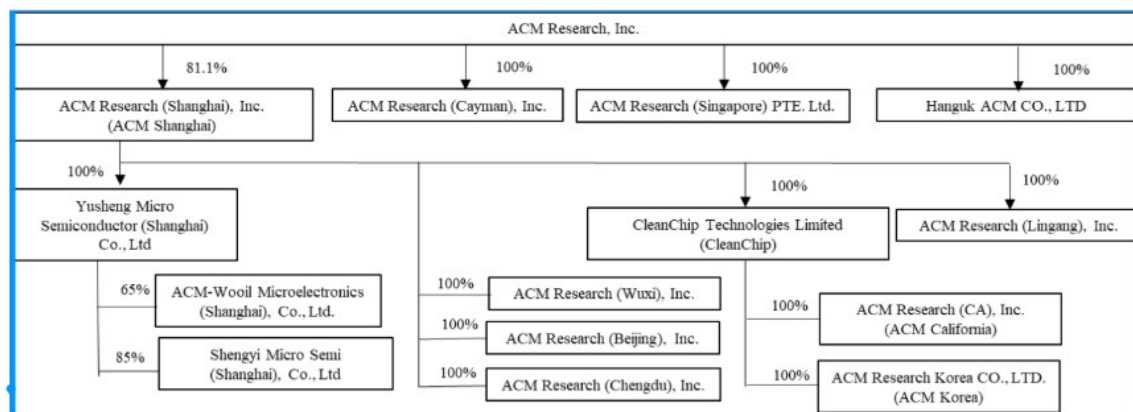 ACM Research, Inc.
81.1%
100%
100%
100%
ACM Research (Shanghai), Inc.
(ACM Shanghai)
ACM Research (Cayman), Inc.
ACM Research (Singapore) PTE. Ltd.
Hanguk ACM CO., LTD
100%
100%
100%
Yusheng Micro
Semiconductor (Shanghai)
Co., Ltd
CleanChip Technologies Limited
(CleanChip)
ACM Research (Lingang), Inc.
65%
ACM-Wooil Microelectronics
(Shanghai), Co., Ltd.
85%
Shengyi Micro Semi
(Shanghai), Co., Ltd
100%
ACM Research (Wuxi), Inc.
100%
ACM Research (Beijing), Inc.
100%
ACM Research (Chengdu), Inc.
100%
ACM Research (CA), Inc.
(ACM California)
100%
ACM Research Korea CO., LTD.
(ACM Korea)